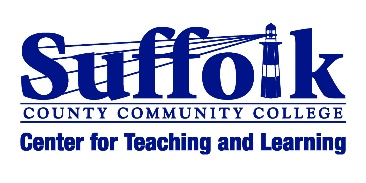 Suffolk
COUNTY COMMUNITY COLLEGE
Center for Teaching and Learning